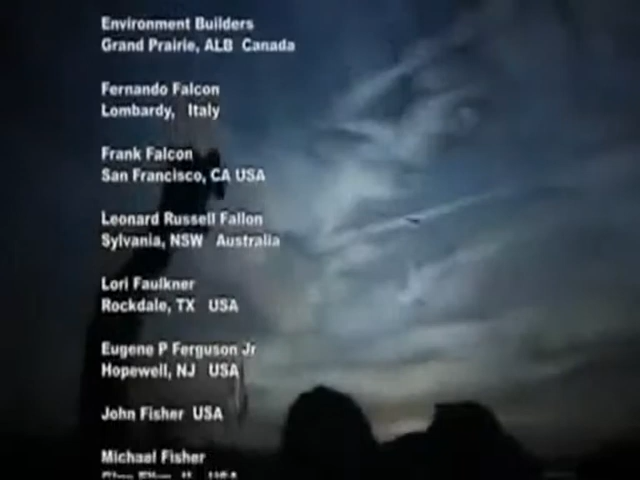 Environment Builders
Grand Prairie, ALB Canada
Fernando Falcon
Lombardy, Italy
Frank Falcon
San Francisco, CA USA
Leonard Russell Fallon
Sylvania, NSW Australia
Lori Faulkner
Rockdale, TX USA
Eugene P Ferguson Jr
Hopewell, NJ USA
John Fisher USA
Michael Fisher